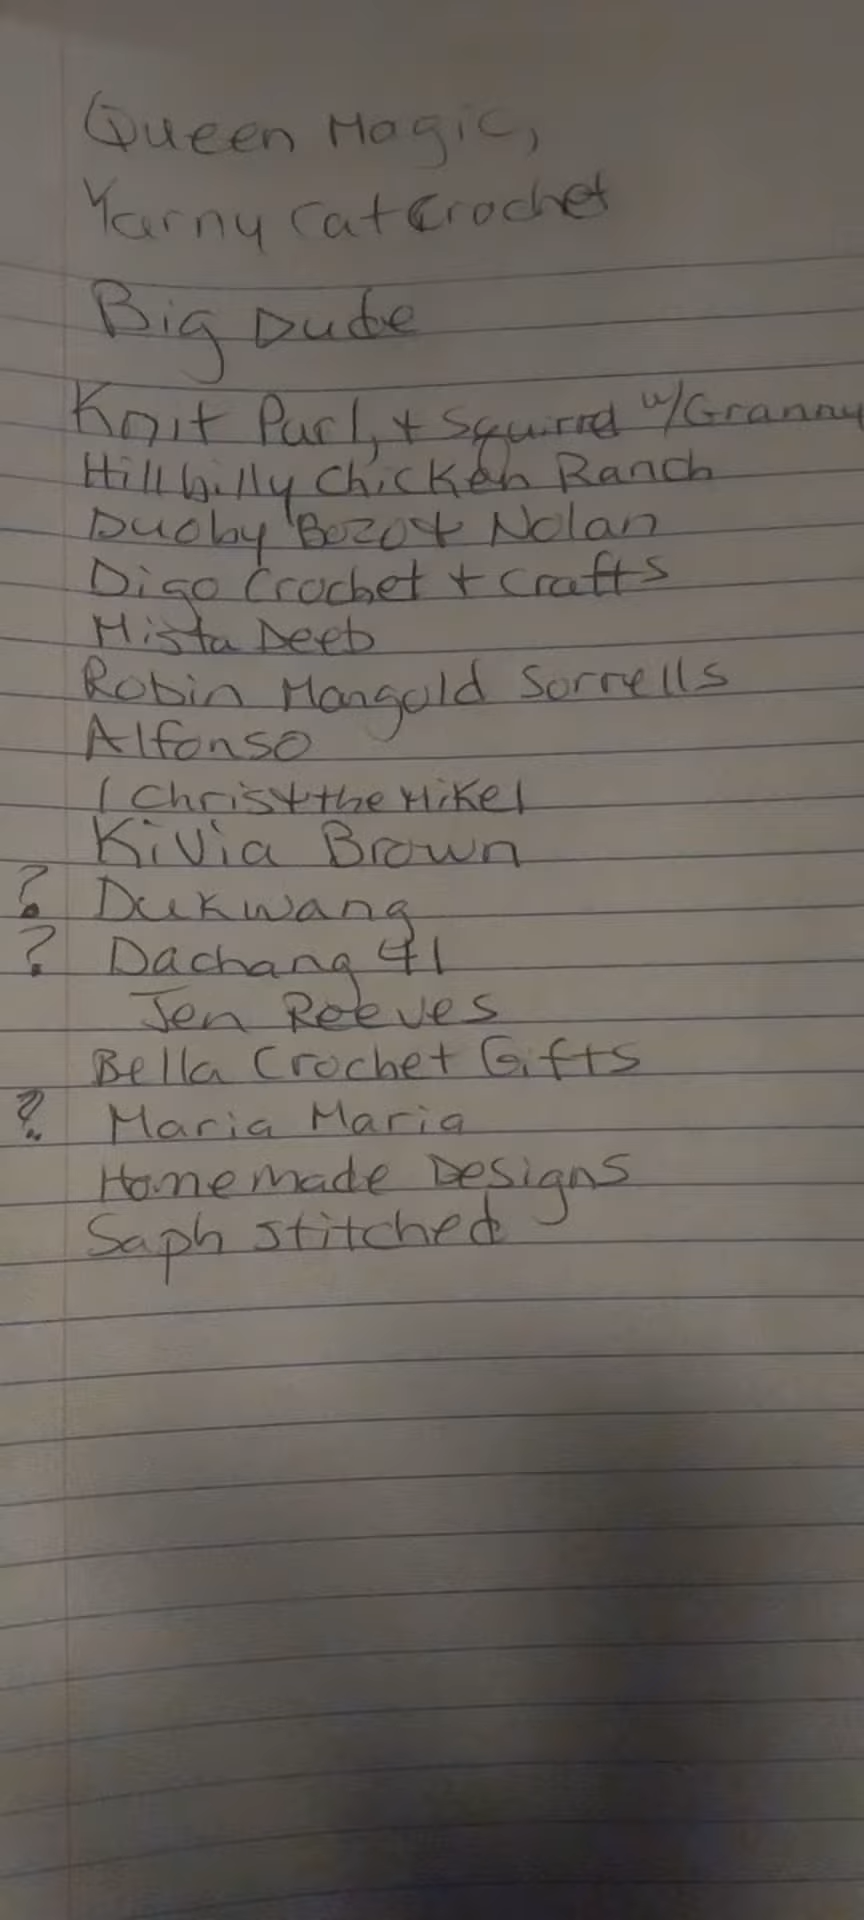 Queen Magic,
Yarny Cat Crochet
Big Dude
Knit Purl, + Squirrel w/Granny
Hillbilly Chicken Ranch
Duoby Bozo + Nolan
Digo Crochet + Crafts
Mista Deeb
Robin Mangold Sorrells
Alfonso
1 Christ the Mikel
Kivia Brown
? Dukwang
? Dachang 41
Jen Reeves
Bella Crochet Gifts
? Maria Maria
Homemade Designs
Saph Stitched